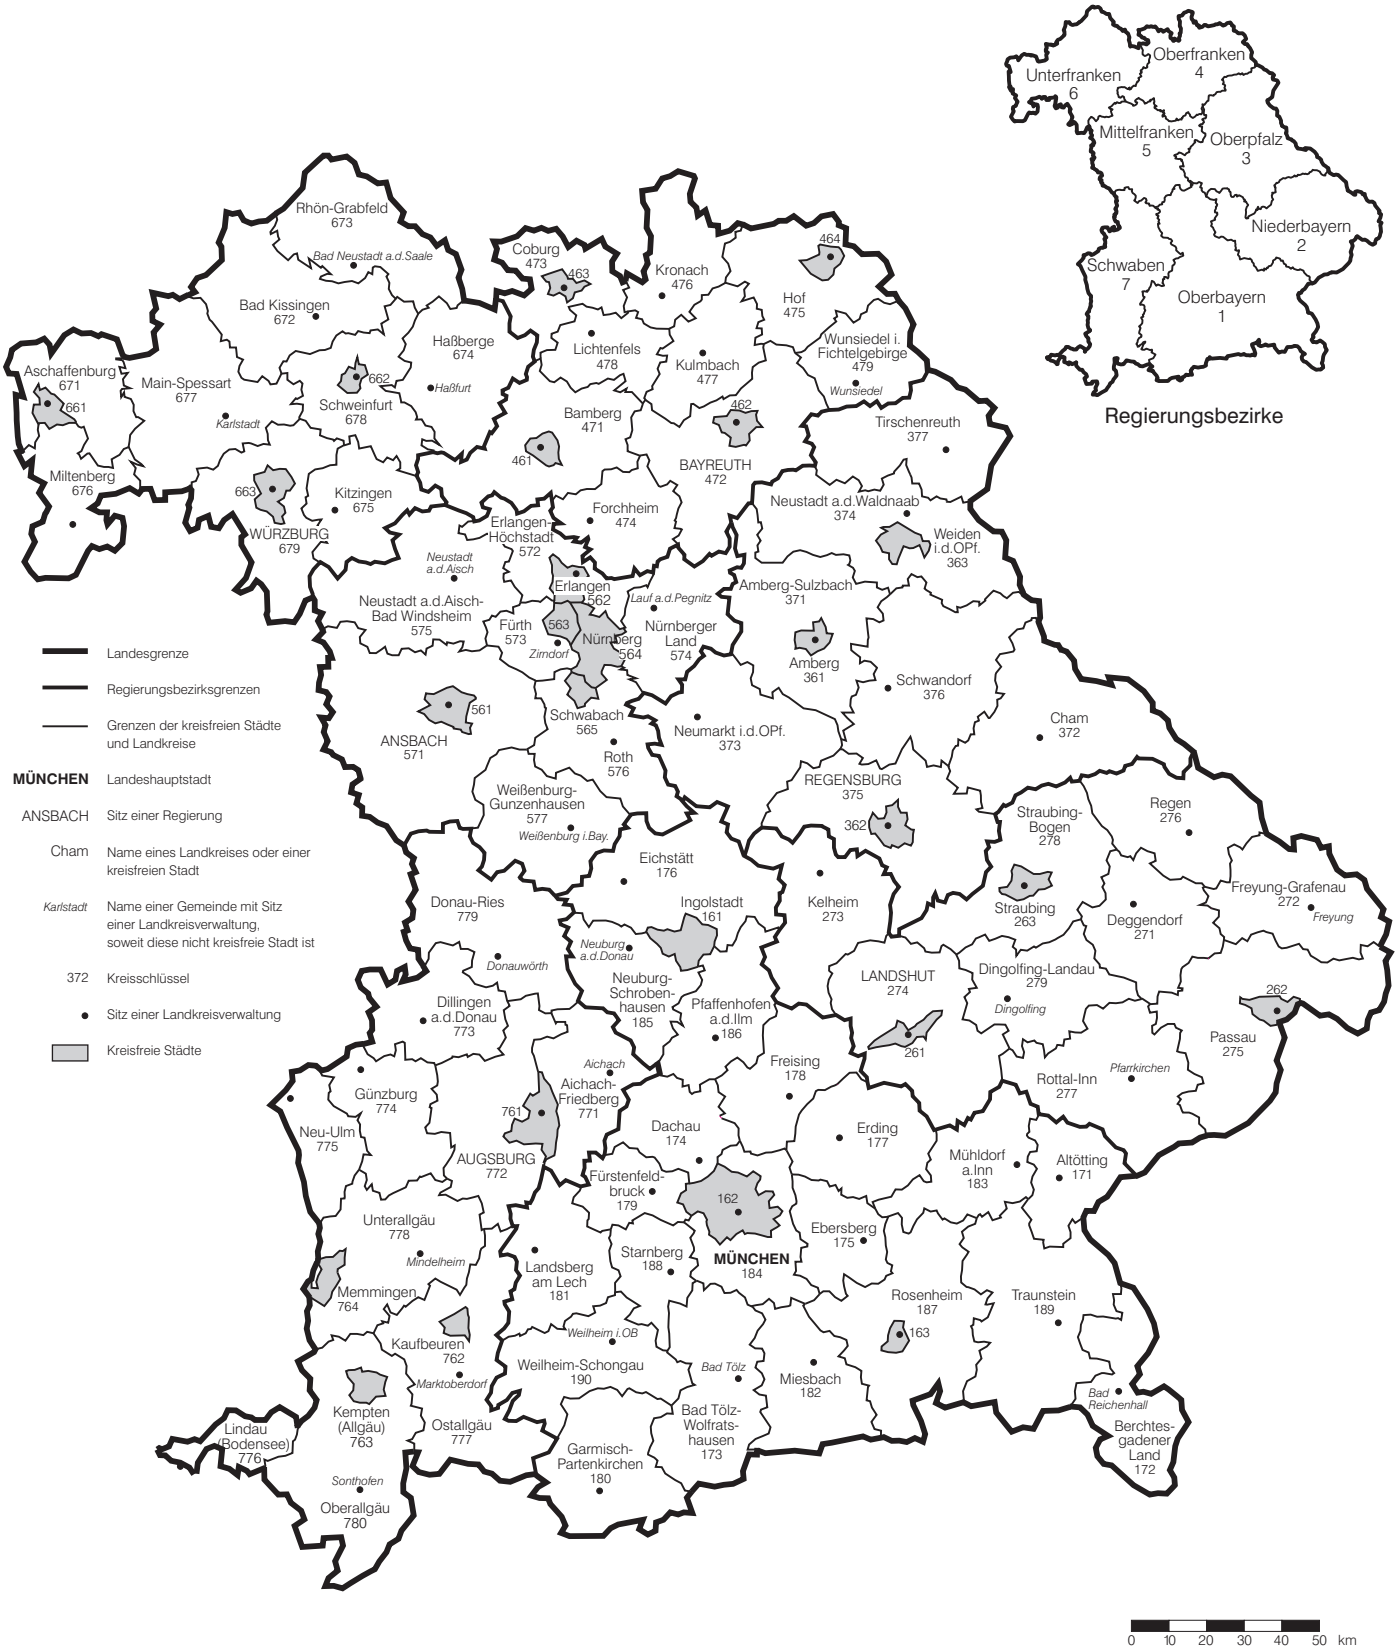 Oberfranken
4
Unterfranken
6
Mittelfranken
5
Oberpfalz
3
Niederbayern
2
Schwaben
7
Oberbayern
1
Regierungsbezirke
Rhön-Grabfeld
673
Bad Neustadt a.d.Saale
Bad Kissingen
672
Haßberge
674
Haßfurt
Coburg
473
463
Kronach
476
464
Hof
475
Lichtenfels
478
Kulmbach
477
Wunsiedel i.
Fichtelgebirge
479
Wunsiedel
Aschaffenburg
671
661
Main-Spessart
677
Karlstadt
662
Schweinfurt
678
Bamberg
471
461
462
BAYREUTH
472
Tirschenreuth
377
Miltenberg
676
663
WÜRZBURG
679
Kitzingen
675
Forchheim
474
Neustadt a.d.Waldnaab
374
Weiden
i.d.OPf.
363
Erlangen-
Höchstadt
572
Neustadt
a.d.Aisch
Neustadt a.d.Aisch-
Bad Windsheim
575
Erlangen
562
Fürth
573
563
Zirndorf
Nürnberg
564
Lauf a.d.Pegnitz
Nürnberger
Land
574
Amberg-Sulzbach
371
Amberg
361
Schwandorf
376
Cham
372
561
ANSBACH
571
Schwabach
565
Roth
576
Neumarkt i.d.OPf.
373
REGENSBURG
375
362
Weißenburg-
Gunzenhausen
577
Weißenburg i.Bay.
Landesgrenze
Regierungsbezirksgrenzen
Grenzen der kreisfreien Städte
und Landkreise
MÜNCHEN Landeshauptstadt
ANSBACH Sitz einer Regierung
Cham Name eines Landkreises oder einer
kreisfreien Stadt
Karlstadt Name einer Gemeinde mit Sitz
einer Landkreisverwaltung,
soweit diese nicht kreisfreie Stadt ist
372 Kreisschlüssel
Sitz einer Landkreisverwaltung
Kreisfreie Städte
Straubing-
Bogen
278
Regen
276
Straubing
263
Deggendorf
271
Freyung-Grafenau
272
Freyung
Eichstätt
176
Ingolstadt
161
Kelheim
273
Donau-Ries
779
Donauwörth
Neuburg
a.d.Donau
Neuburg-
Schroben-
hausen
185
Pfaffenhofen
a.d.Ilm
186
LANDSHUT
274
261
Dingolfing-Landau
279
Dingolfing
262
Passau
275
Pfarrkirchen
Rottal-Inn
277
Dillingen
a.d.Donau
773
Günzburg
774
Neu-Ulm
775
Aichach
Aichach-
Friedberg
771
761
AUGSBURG
772
Freising
178
Dachau
174
Erding
177
Mühldorf
a.Inn
183
Altötting
171
Fürstenfeld-
bruck
179
162
MÜNCHEN
184
Ebersberg
175
Unterallgäu
778
Mindelheim
Memmingen
764
Landsberg
am Lech
181
Starnberg
188
Rosenheim
187
163
Traunstein
189
Kaufbeuren
762
Marktoberdorf
Weilheim i.OB
Weilheim-Schongau
190
Bad Tölz
Bad Tölz-
Wolfrats-
hausen
173
Miesbach
182
Bad
Reichenhall
Berchtes-
gadener
Land
172
Kempten
(Allgäu)
763
Lindau
(Bodensee)
776
Ostallgäu
777
Garmisch-
Partenkirchen
180
Sonthofen
Oberallgäu
780
0 10 20 30 40 50 km